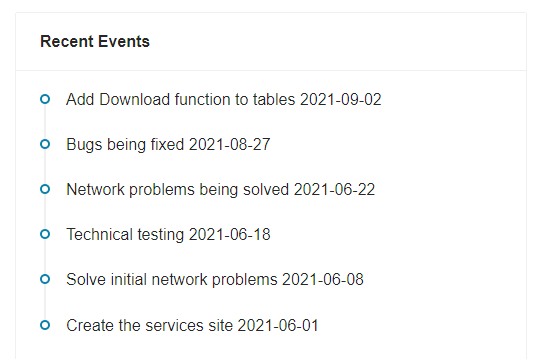 Recent Events
Add Download function to tables 2021-09-02
Bugs being fixed 2021-08-27
Network problems being solved 2021-06-22
Technical testing 2021-06-18
Solve initial network problems 2021-06-08
Create the services site 2021-06-01